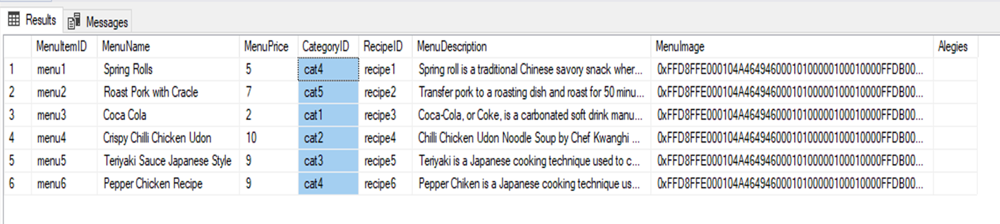 Results Messages
MenuItemID MenuName MenuPrice CategoryID RecipeID MenuDescription MenuImage Alegies
1 menu1 Spring Rolls 5 cat4 recipe1 Spring roll is a traditional Chinese savory snack wher... 0xFFD8FFE000104A46494600010100000100010000FFDB00...
2 menu2 Roast Pork with Cracle 7 cat5 recipe2 Transfer pork to a roasting dish and roast for 50 minu... 0xFFD8FFE000104A46494600010100000100010000FFDB00...
3 menu3 Coca Cola 2 cat1 recipe3 Coca-Cola, or Coke, is a carbonated soft drink manu... 0xFFD8FFE000104A46494600010100000100010000FFDB00...
4 menu4 Crispy Chilli Chicken Udon 10 cat2 recipe4 Chilli Chicken Udon Noodle Soup by Chef Kwanghi ... 0xFFD8FFE000104A46494600010100000100010000FFDB00...
5 menu5 Teriyaki Sauce Japanese Style 9 cat3 recipe5 Teriyaki is a Japanese cooking technique used to c... 0xFFD8FFE000104A46494600010100000100010000FFDB00...
6 menu6 Pepper Chicken Recipe 9 cat4 recipe6 Pepper Chiken is a Japanese cooking technique us... 0xFFD8FFE000104A46494600010100000100010000FFDB00...